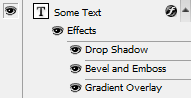 T Some Text
Effects
Drop Shadow
Bevel and Emboss
Gradient Overlay